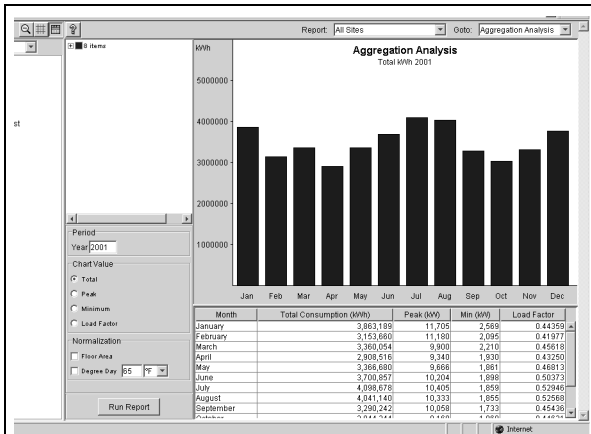 Report: All Sites Goto: Aggregation Analysis
8 items
st
Period
Year 2001
Chart Value
Total
Peak
Minimum
Load Factor
Normalization
Floor Area
Degree Day 65 °F
Run Report
Aggregation Analysis
Total kWh 2001
kWh
5000000
4000000
3000000
2000000
1000000
Jan Feb Mar Apr May Jun Jul Aug Sep Oct Nov Dec
Month Total Consumption (kWh) Peak (kW) Min (kW) Load Factor
January 3,863,189 11,705 2,569 0.44359
February 3,153,660 11,180 2,095 0.41977
March 3,360,054 9,900 2,210 0.45618
April 2,908,516 9,340 1,930 0.43250
May 3,366,680 9,666 1,861 0.46813
June 3,700,857 10,204 1,898 0.50373
July 4,098,678 10,405 1,859 0.52946
August 4,041,140 10,333 1,855 0.52568
September 3,290,242 10,058 1,733 0.45436
Internet